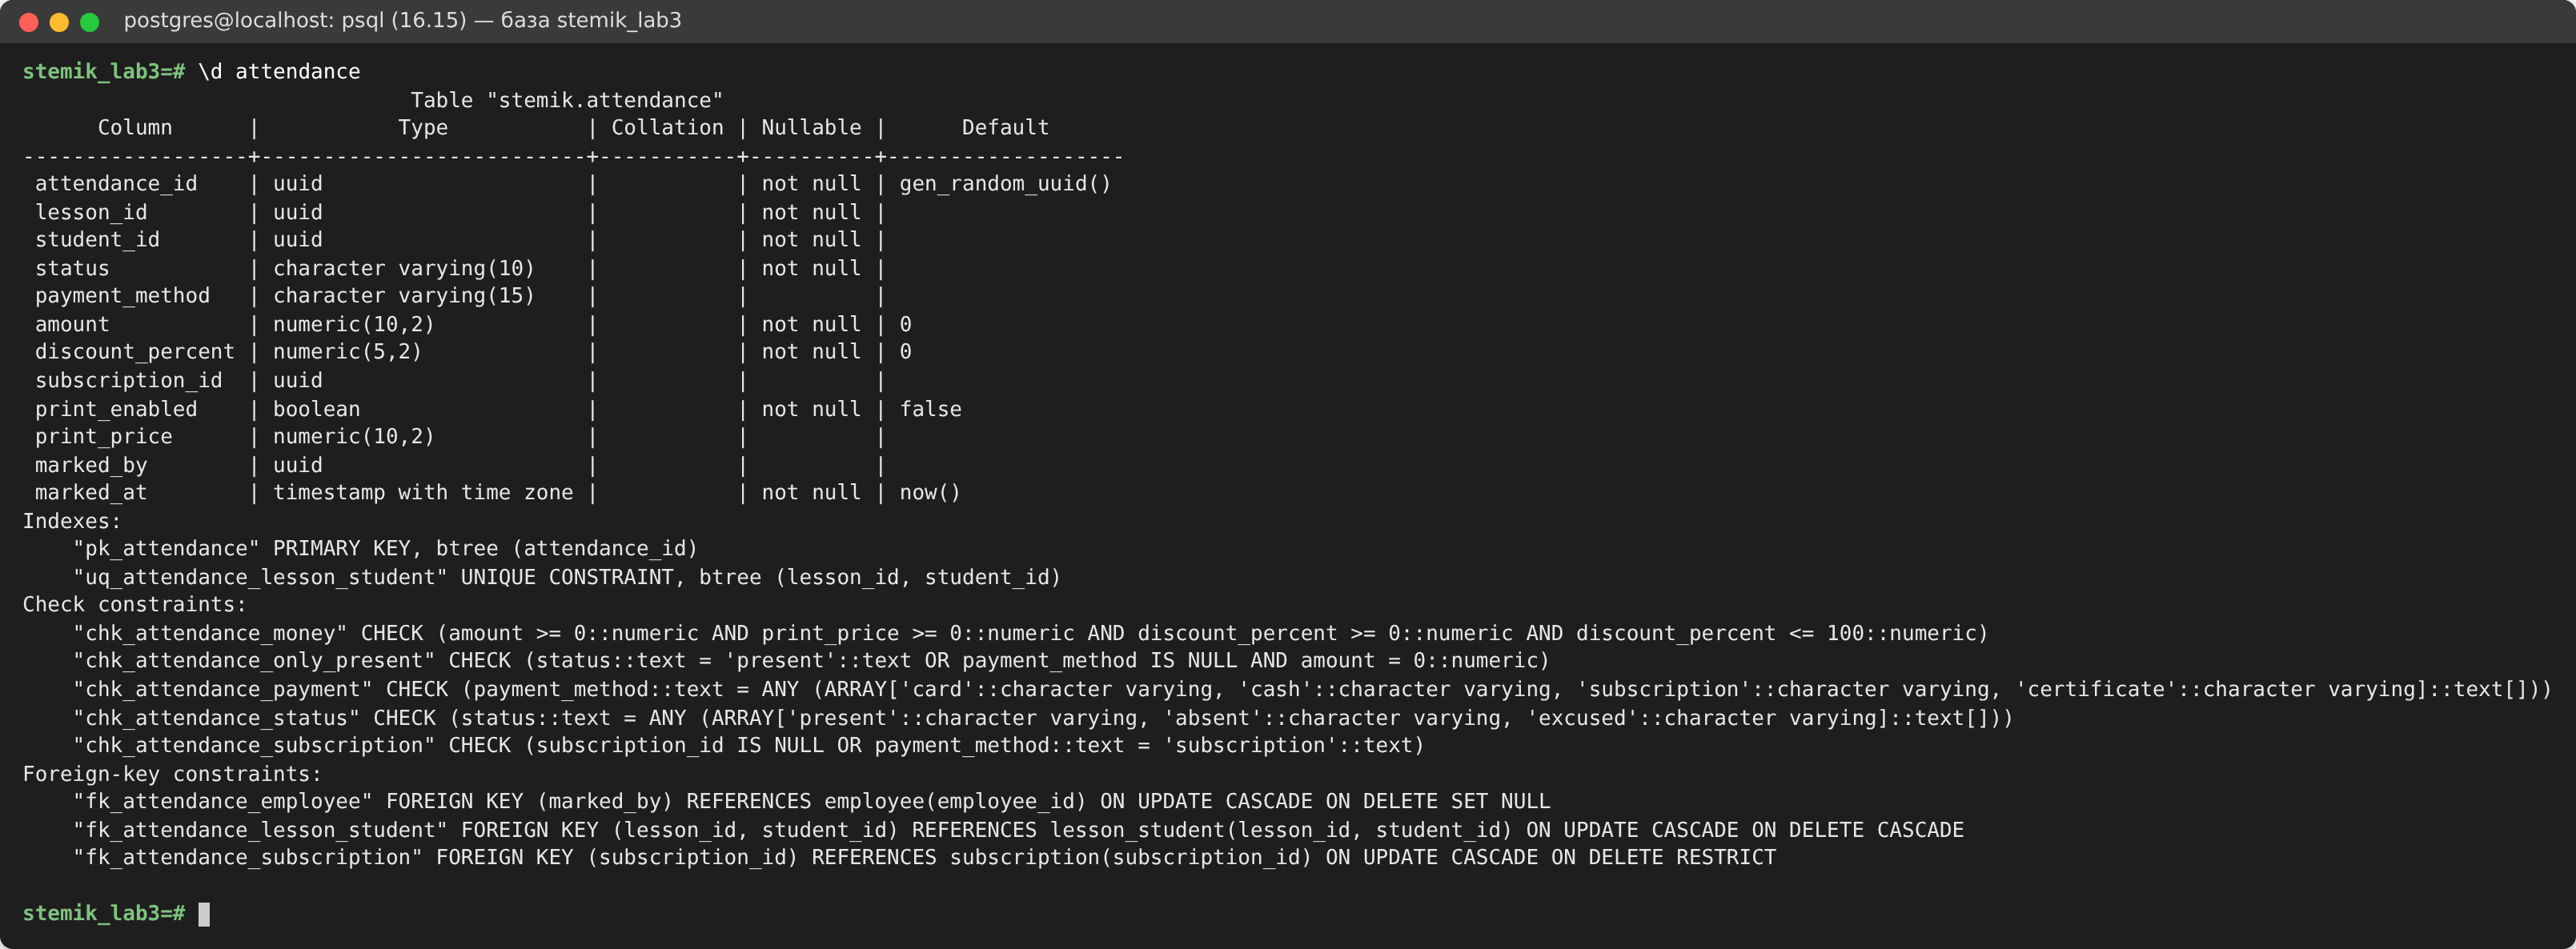 postgres@localhost: psql (16.15) — база stemik_lab3
stemik_lab3=# \d attendance
                               Table "stemik.attendance"
      Column      |           Type           | Collation | Nullable |      Default
------------------+--------------------------+-----------+----------+-------------------
 attendance_id    | uuid                     |           | not null | gen_random_uuid()
 lesson_id        | uuid                     |           | not null |
 student_id       | uuid                     |           | not null |
 status           | character varying(10)    |           | not null |
 payment_method   | character varying(15)    |           |          |
 amount           | numeric(10,2)            |           | not null | 0
 discount_percent | numeric(5,2)             |           | not null | 0
 subscription_id  | uuid                     |           |          |
 print_enabled    | boolean                  |           | not null | false
 print_price      | numeric(10,2)            |           |          |
 marked_by        | uuid                     |           |          |
 marked_at        | timestamp with time zone |           | not null | now()
Indexes:
    "pk_attendance" PRIMARY KEY, btree (attendance_id)
    "uq_attendance_lesson_student" UNIQUE CONSTRAINT, btree (lesson_id, student_id)
Check constraints:
    "chk_attendance_money" CHECK (amount >= 0::numeric AND print_price >= 0::numeric AND discount_percent >= 0::numeric AND discount_percent <= 100::numeric)
    "chk_attendance_only_present" CHECK (status::text = 'present'::text OR payment_method IS NULL AND amount = 0::numeric)
    "chk_attendance_payment" CHECK (payment_method::text = ANY (ARRAY['card'::character varying, 'cash'::character varying, 'subscription'::character varying, 'certificate'::character varying]::text[]))
    "chk_attendance_status" CHECK (status::text = ANY (ARRAY['present'::character varying, 'absent'::character varying, 'excused'::character varying]::text[]))
    "chk_attendance_subscription" CHECK (subscription_id IS NULL OR payment_method::text = 'subscription'::text)
Foreign-key constraints:
    "fk_attendance_employee" FOREIGN KEY (marked_by) REFERENCES employee(employee_id) ON UPDATE CASCADE ON DELETE SET NULL
    "fk_attendance_lesson_student" FOREIGN KEY (lesson_id, student_id) REFERENCES lesson_student(lesson_id, student_id) ON UPDATE CASCADE ON DELETE CASCADE
    "fk_attendance_subscription" FOREIGN KEY (subscription_id) REFERENCES subscription(subscription_id) ON UPDATE CASCADE ON DELETE RESTRICT
stemik_lab3=#